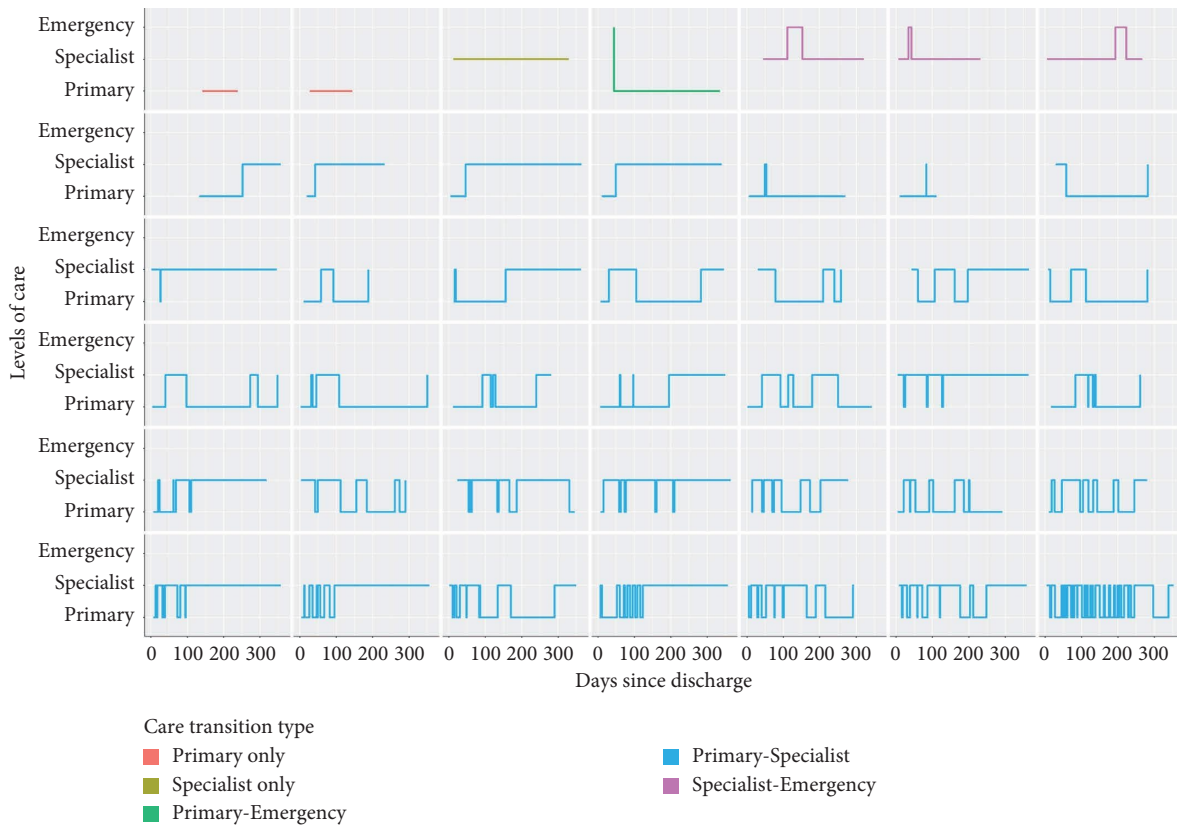 Emergency
Specialist
Primary
Emergency
Specialist
Primary
Emergency
Specialist
Primary
Emergency
Specialist
Primary
Emergency
Specialist
Primary
Emergency
Specialist
Primary
Levels of care
0 100 200 300 0 100 200 300 0 100 200 300 0 100 200 300 0 100 200 300 0 100 200 300 0 100 200 300
Days since discharge
Care transition type
Primary only
Specialist only
Primary-Emergency
Primary-Specialist
Specialist-Emergency